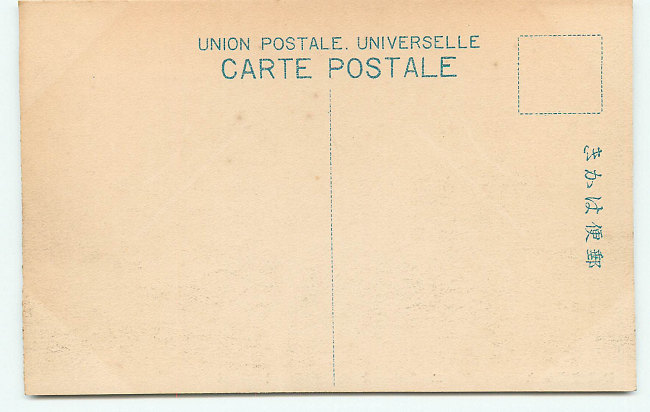 UNION POSTALE. UNIVERSELLE
CARTE POSTALE
郵便はかき